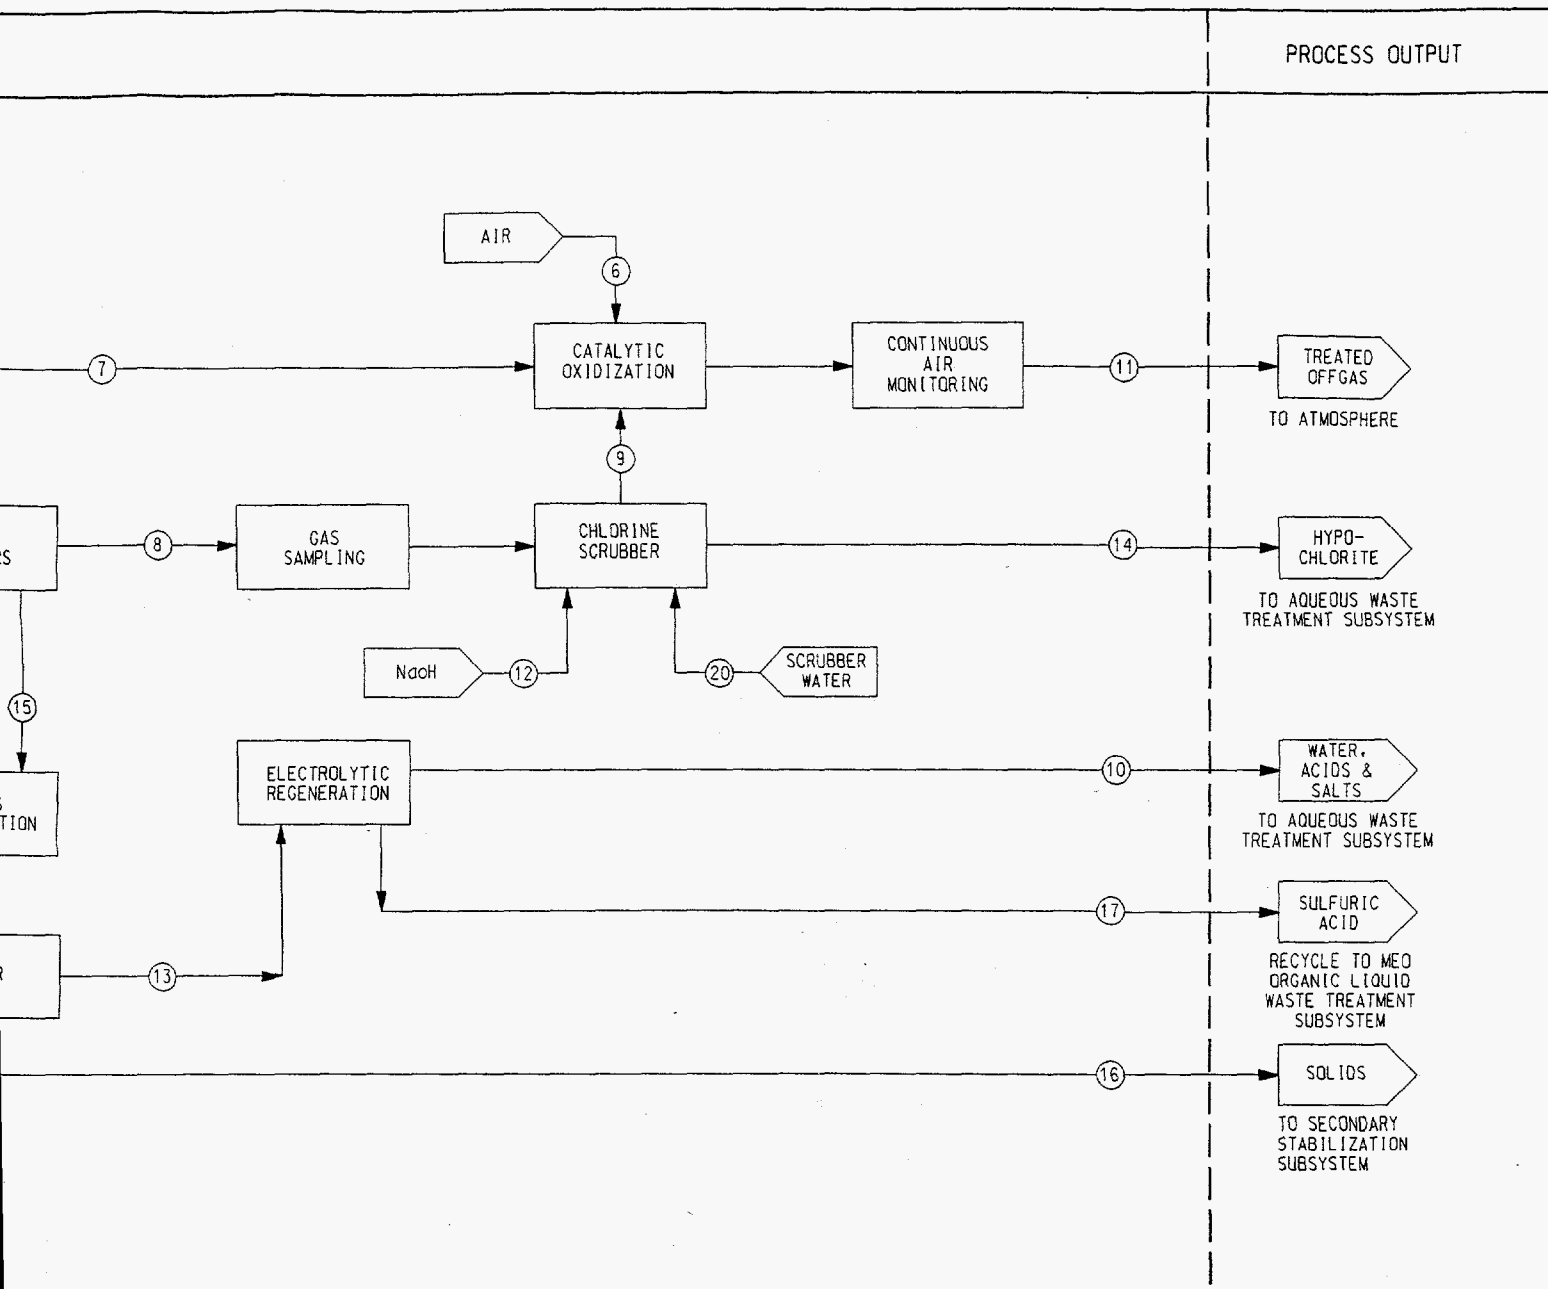 PROCESS OUTPUT
AIR
6
7
CATALYTIC
OXIDIZATION
CONTINUOUS
AIR
MONITORING
11
TREATED
OFFGAS
TO ATMOSPHERE
9
8
GAS
SAMPLING
CHLORINE
SCRUBBER
14
HYPO-
CHLORITE
TO AQUEOUS WASTE
TREATMENT SUBSYSTEM
NaOH
12
20
SCRUBBER
WATER
15
ELECTROLYTIC
REGENERATION
10
WATER,
ACIDS &
SALTS
TO AQUEOUS WASTE
TREATMENT SUBSYSTEM
TION
17
SULFURIC
ACID
RECYCLE TO MEO
ORGANIC LIQUID
WASTE TREATMENT
SUBSYSTEM
R
13
16
SOLIDS
TO SECONDARY
STABILIZATION
SUBSYSTEM